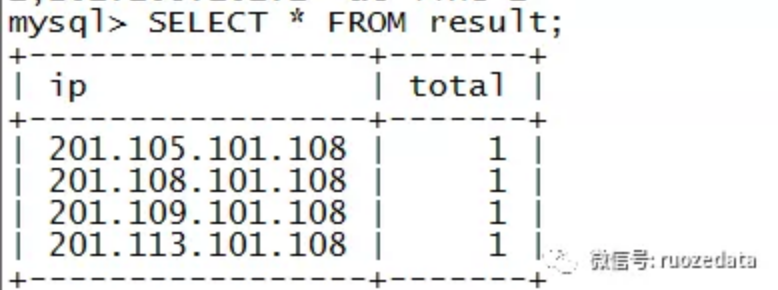 mysql> SELECT * FROM result;
+-----------------+-------+
| ip              | total |
+-----------------+-------+
| 201.105.101.108 |     1 |
| 201.108.101.108 |     1 |
| 201.109.101.108 |     1 |
| 201.113.101.108 |     1 |
+-----------------+-------+
微信号: ruozedata